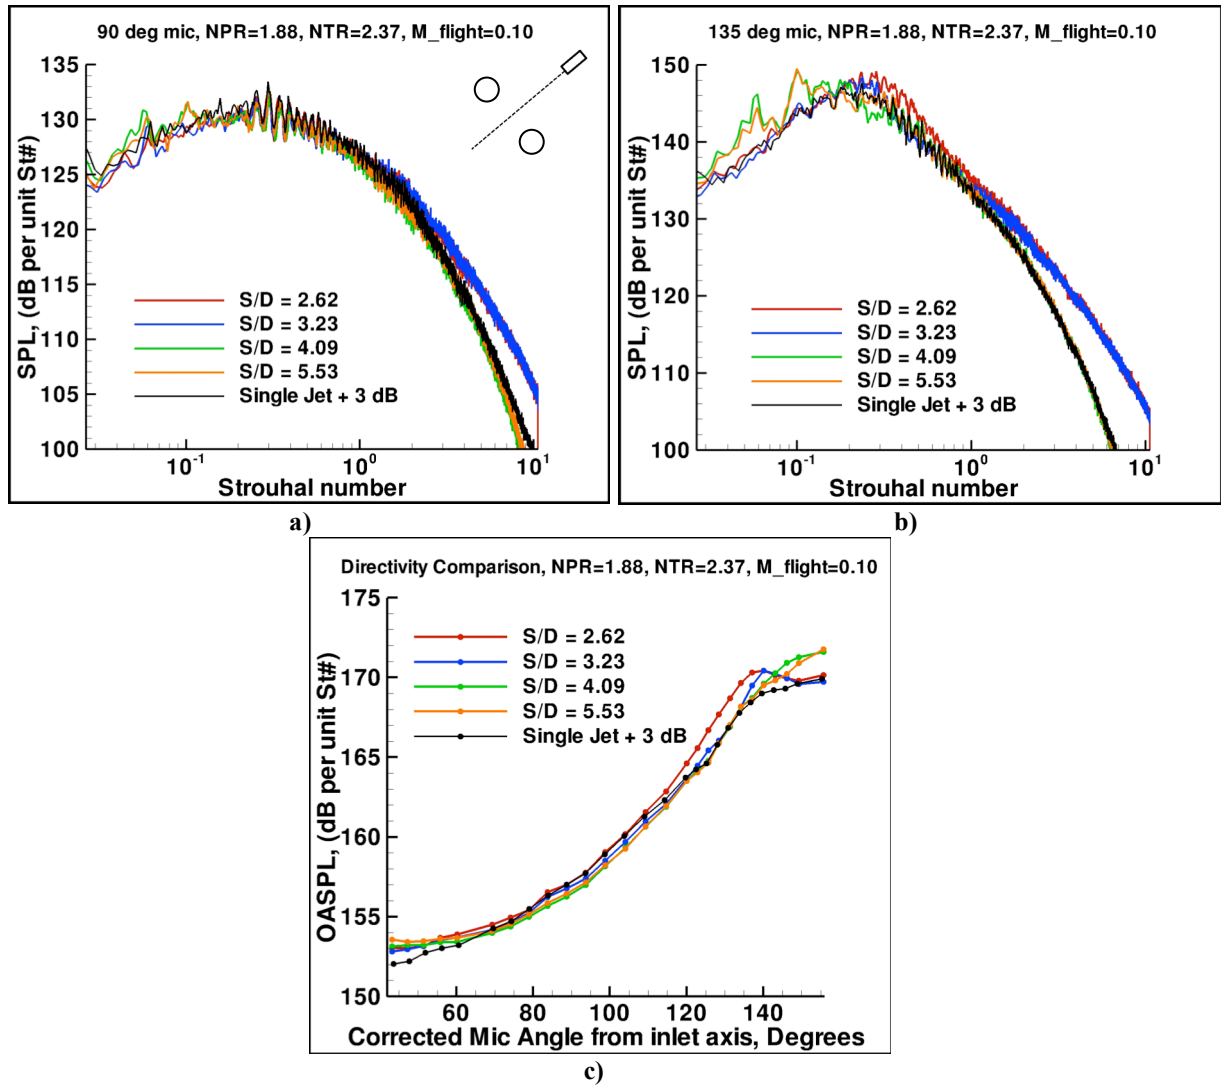 90 deg mic, NPR=1.88, NTR=2.37, M_flight=0.10
135
130
125
120
115
110
105
100
SPL, (dB per unit St#)
S/D = 2.62
S/D = 3.23
S/D = 4.09
S/D = 5.53
Single Jet + 3 dB
10-1
100
101
Strouhal number
a)
135 deg mic, NPR=1.88, NTR=2.37, M_flight=0.10
150
140
130
120
110
100
SPL, (dB per unit St#)
S/D = 2.62
S/D = 3.23
S/D = 4.09
S/D = 5.53
Single Jet + 3 dB
10-1
100
101
Strouhal number
b)
Directivity Comparison, NPR=1.88, NTR=2.37, M_flight=0.10
175
170
165
160
155
150
OASPL, (dB per unit St#)
S/D = 2.62
S/D = 3.23
S/D = 4.09
S/D = 5.53
Single Jet + 3 dB
60
80
100
120
140
Corrected Mic Angle from inlet axis, Degrees
c)